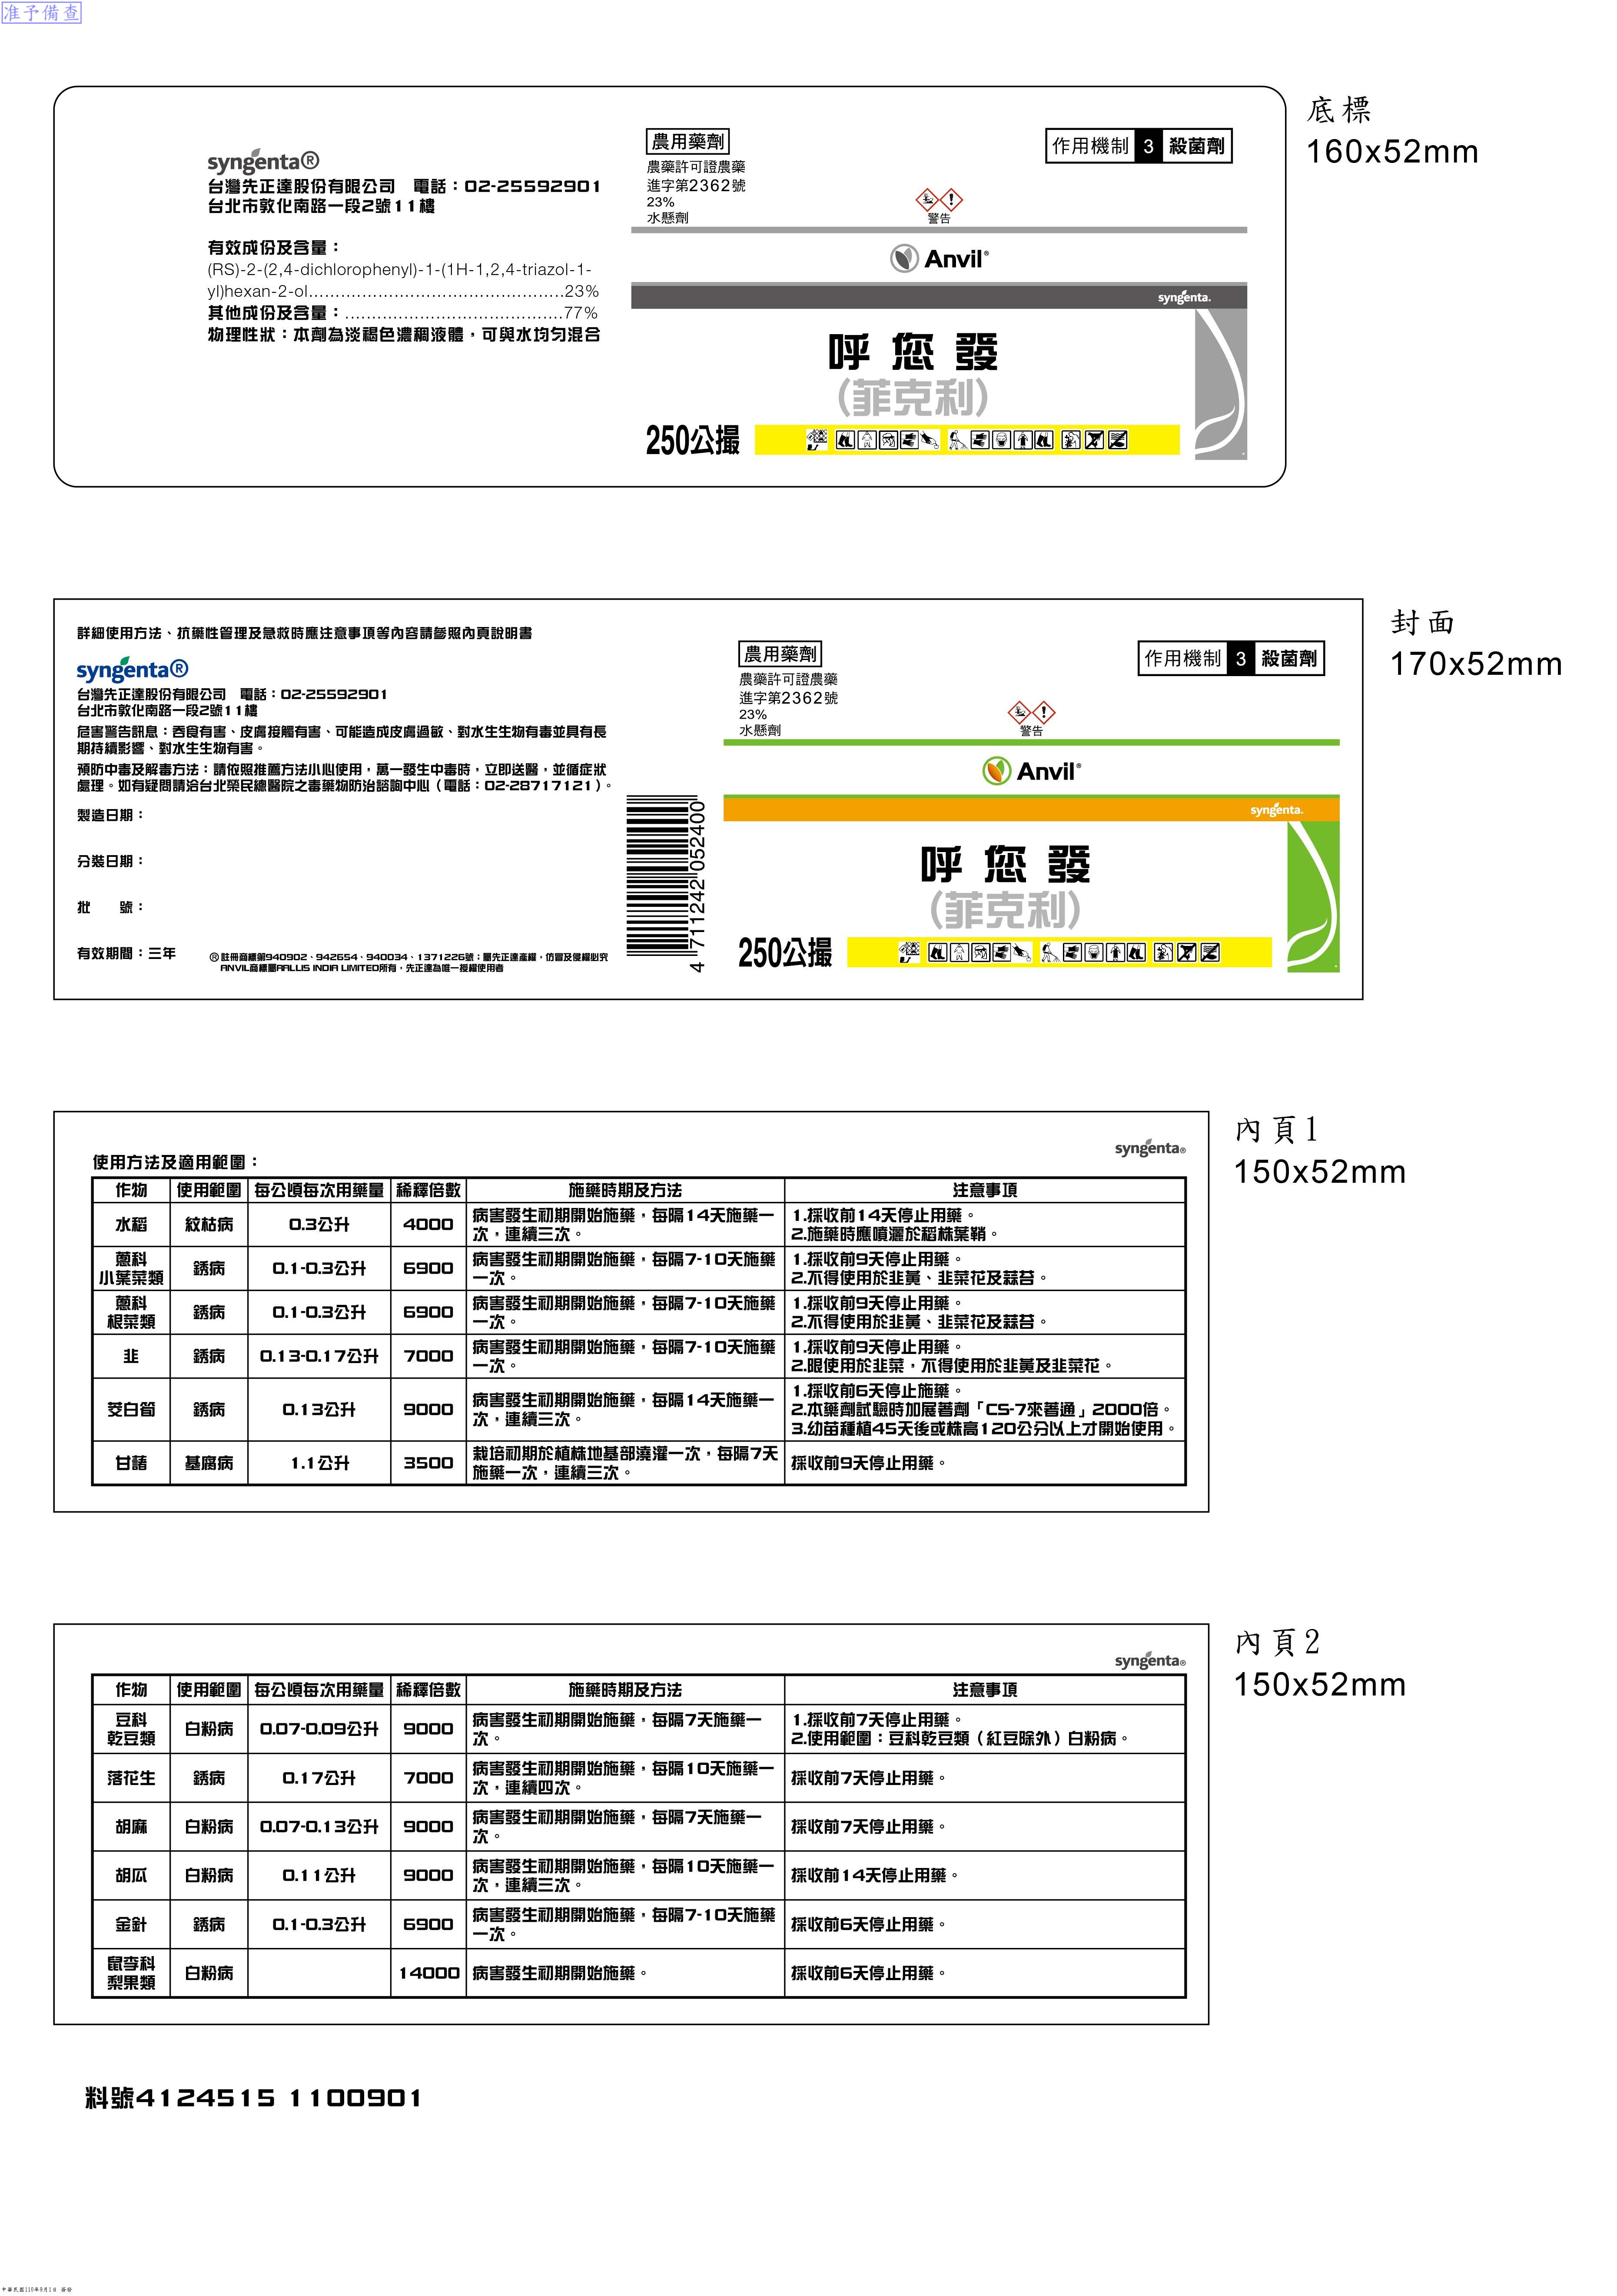 准予備查
底標
160x52mm
syngenta®
台灣先正達股份有限公司 電話：02-25592901
台北市敦化南路一段2號11樓
有效成份及含量：
(RS)-2-(2,4-dichlorophenyl)-1-(1H-1,2,4-triazol-1-
yl)hexan-2-ol................................................23%
其他成份及含量：.........................................77%
物理性狀：本劑為淡褐色濃稠液體，可與水均勻混合
農用藥劑
農藥許可證農藥
進字第2362號
23%
水懸劑
作用機制 3 殺菌劑
警告
Anvil®
syngenta.
呼您發
(菲克利)
250公撮
封面
170x52mm
詳細使用方法、抗藥性管理及急救時應注意事項等內容請參照內頁說明書
syngenta®
台灣先正達股份有限公司 電話：02-25592901
台北市敦化南路一段2號11樓
危害警告訊息：吞食有害、皮膚接觸有害、可能造成皮膚過敏、對水生生物有毒並具有長
期持續影響、對水生生物有害。
預防中毒及解毒方法：請依照推薦方法小心使用，萬一發生中毒時，立即送醫，並循症狀
處理。如有疑問請洽台北榮民總醫院之毒藥物防治諮詢中心（電話：02-28717121）。
製造日期：
分裝日期：
批 號：
有效期間：三年
®註冊商標第940902、942654、940034、1371226號；屬先正達產權，仿冒及侵權必究
ANVIL商標屬RALLIS INDIA LIMITED所有，先正達為唯一授權使用者
4 711242 052400
農用藥劑
農藥許可證農藥
進字第2362號
23%
水懸劑
作用機制 3 殺菌劑
警告
Anvil®
syngenta.
呼您發
(菲克利)
250公撮
內頁1
150x52mm
syngenta®
使用方法及適用範圍：
作物 使用範圍 每公頃每次用藥量 稀釋倍數 施藥時期及方法 注意事項
水稻 紋枯病 0.3公升 4000 病害發生初期開始施藥，每隔14天施藥一
次，連續三次。 1.採收前14天停止用藥。
2.施藥時應噴灑於稻株葉鞘。
蔥科
小葉菜類 銹病 0.1-0.3公升 6900 病害發生初期開始施藥，每隔7-10天施藥
一次。 1.採收前9天停止用藥。
2.不得使用於韭黃、韭菜花及蒜苔。
蔥科
根菜類 銹病 0.1-0.3公升 6900 病害發生初期開始施藥，每隔7-10天施藥
一次。 1.採收前9天停止用藥。
2.不得使用於韭黃、韭菜花及蒜苔。
韭 銹病 0.13-0.17公升 7000 病害發生初期開始施藥，每隔7-10天施藥
一次。 1.採收前9天停止用藥。
2.限使用於韭菜，不得使用於韭黃及韭菜花。
茭白筍 銹病 0.13公升 9000 病害發生初期開始施藥，每隔14天施藥一
次，連續三次。 1.採收前6天停止施藥。
2.本藥劑試驗時加展著劑「CS-7來著通」2000倍。
3.幼苗種植45天後或株高120公分以上才開始使用。
甘藷 基腐病 1.1公升 3500 栽培初期於植株地基部澆灌一次，每隔7天
施藥一次，連續三次。 採收前9天停止用藥。
內頁2
150x52mm
syngenta®
作物 使用範圍 每公頃每次用藥量 稀釋倍數 施藥時期及方法 注意事項
豆科
乾豆類 白粉病 0.07-0.09公升 9000 病害發生初期開始施藥，每隔7天施藥一
次。 1.採收前7天停止用藥。
2.使用範圍：豆科乾豆類（紅豆除外）白粉病。
落花生 銹病 0.17公升 7000 病害發生初期開始施藥，每隔10天施藥一
次，連續四次。 採收前7天停止用藥。
胡麻 白粉病 0.07-0.13公升 9000 病害發生初期開始施藥，每隔7天施藥一
次。 採收前7天停止用藥。
胡瓜 白粉病 0.11公升 9000 病害發生初期開始施藥，每隔10天施藥一
次，連續三次。 採收前14天停止用藥。
金針 銹病 0.1-0.3公升 6900 病害發生初期開始施藥，每隔7-10天施藥
一次。 採收前6天停止用藥。
鼠李科
梨果類 白粉病 14000 病害發生初期開始施藥。 採收前6天停止用藥。
料號4124515 1100901
中華民國110年9月1日 簽發